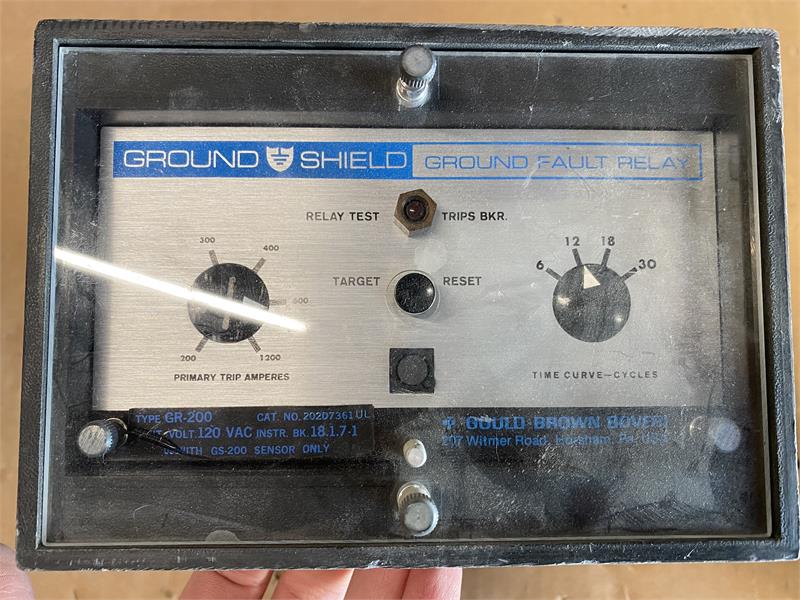 GROUND SHIELD GROUND FAULT RELAY
RELAY TEST TRIPS BKR.
300 400
TARGET RESET
600
200 1200
PRIMARY TRIP AMPERES
12 18
6 30
TIME CURVE—CYCLES
TYPE GR-200 CAT. NO. 202D7361UL
VOLT. 120 VAC INSTR. BK. 18.1.7-1
WITH GS-200 SENSOR ONLY
GOULD BROWN BOVERI
207 Witmer Road, Horsham, Pa. USA